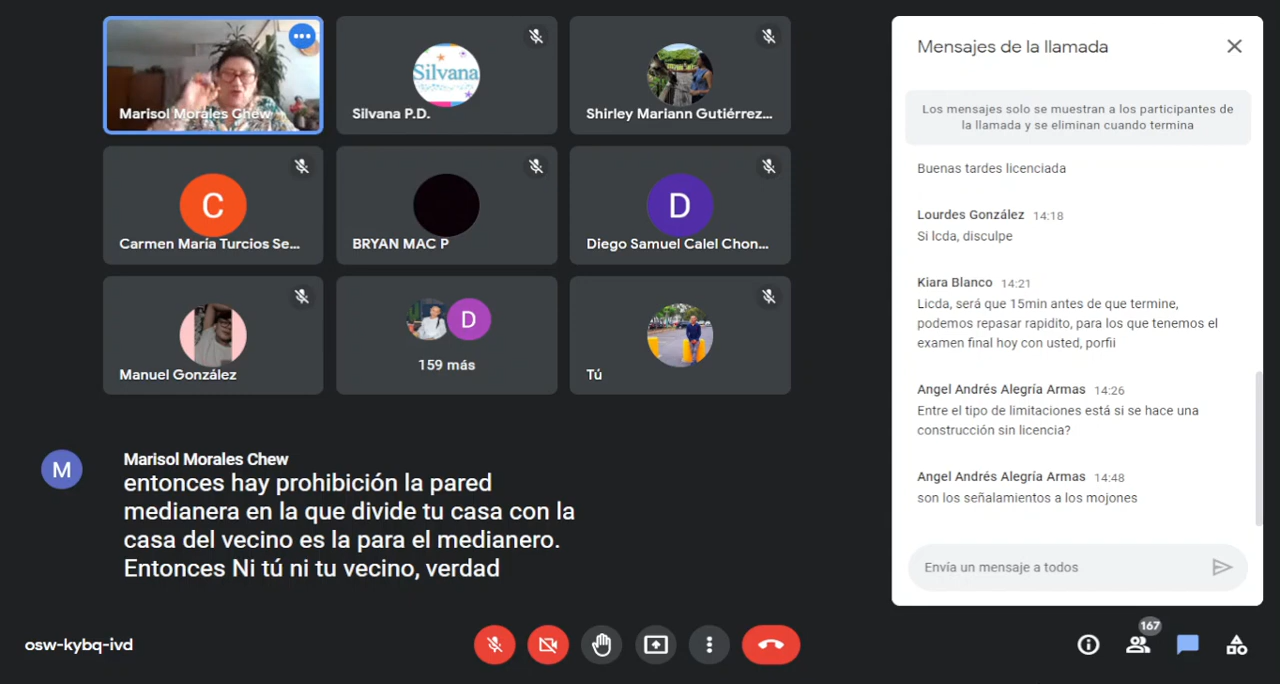 Marisol Morales Chew
Silvana
Silvana P.D.
Shirley Mariann Gutiérrez...
C
Carmen María Turcios Se...
BRYAN MAC P
D
Diego Samuel Calel Chon...
Manuel González
D
159 más
Tú
M
Marisol Morales Chew
entonces hay prohibición la pared
medianera en la que divide tu casa con la
casa del vecino es la para el medianero.
Entonces Ni tú ni tu vecino, verdad
Mensajes de la llamada
Los mensajes solo se muestran a los participantes de
la llamada y se eliminan cuando termina
Buenas tardes licenciada
Lourdes González 14:18
Si lcda, disculpe
Kiara Blanco 14:21
Licda, será que 15min antes de que termine,
podemos repasar rapidito, para los que tenemos el
examen final hoy con usted, porfii
Angel Andrés Alegría Armas 14:26
Entre el tipo de limitaciones está si se hace una
construcción sin licencia?
Angel Andrés Alegría Armas 14:48
son los señalamientos a los mojones
Envía un mensaje a todos
osw-kybq-ivd
167